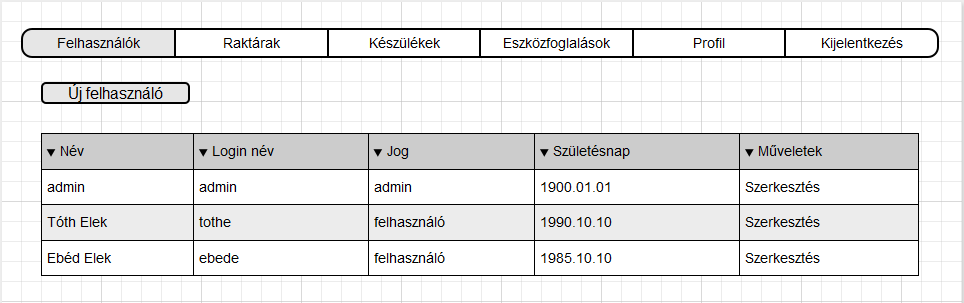 Felhasználók Raktárak Készülékek Eszközfoglalások Profil Kijelentkezés
Új felhasználó
▼ Név ▼ Login név ▼ Jog ▼ Születésnap ▼ Műveletek
admin admin admin 1900.01.01 Szerkesztés
Tóth Elek tothe felhasználó 1990.10.10 Szerkesztés
Ebéd Elek ebede felhasználó 1985.10.10 Szerkesztés